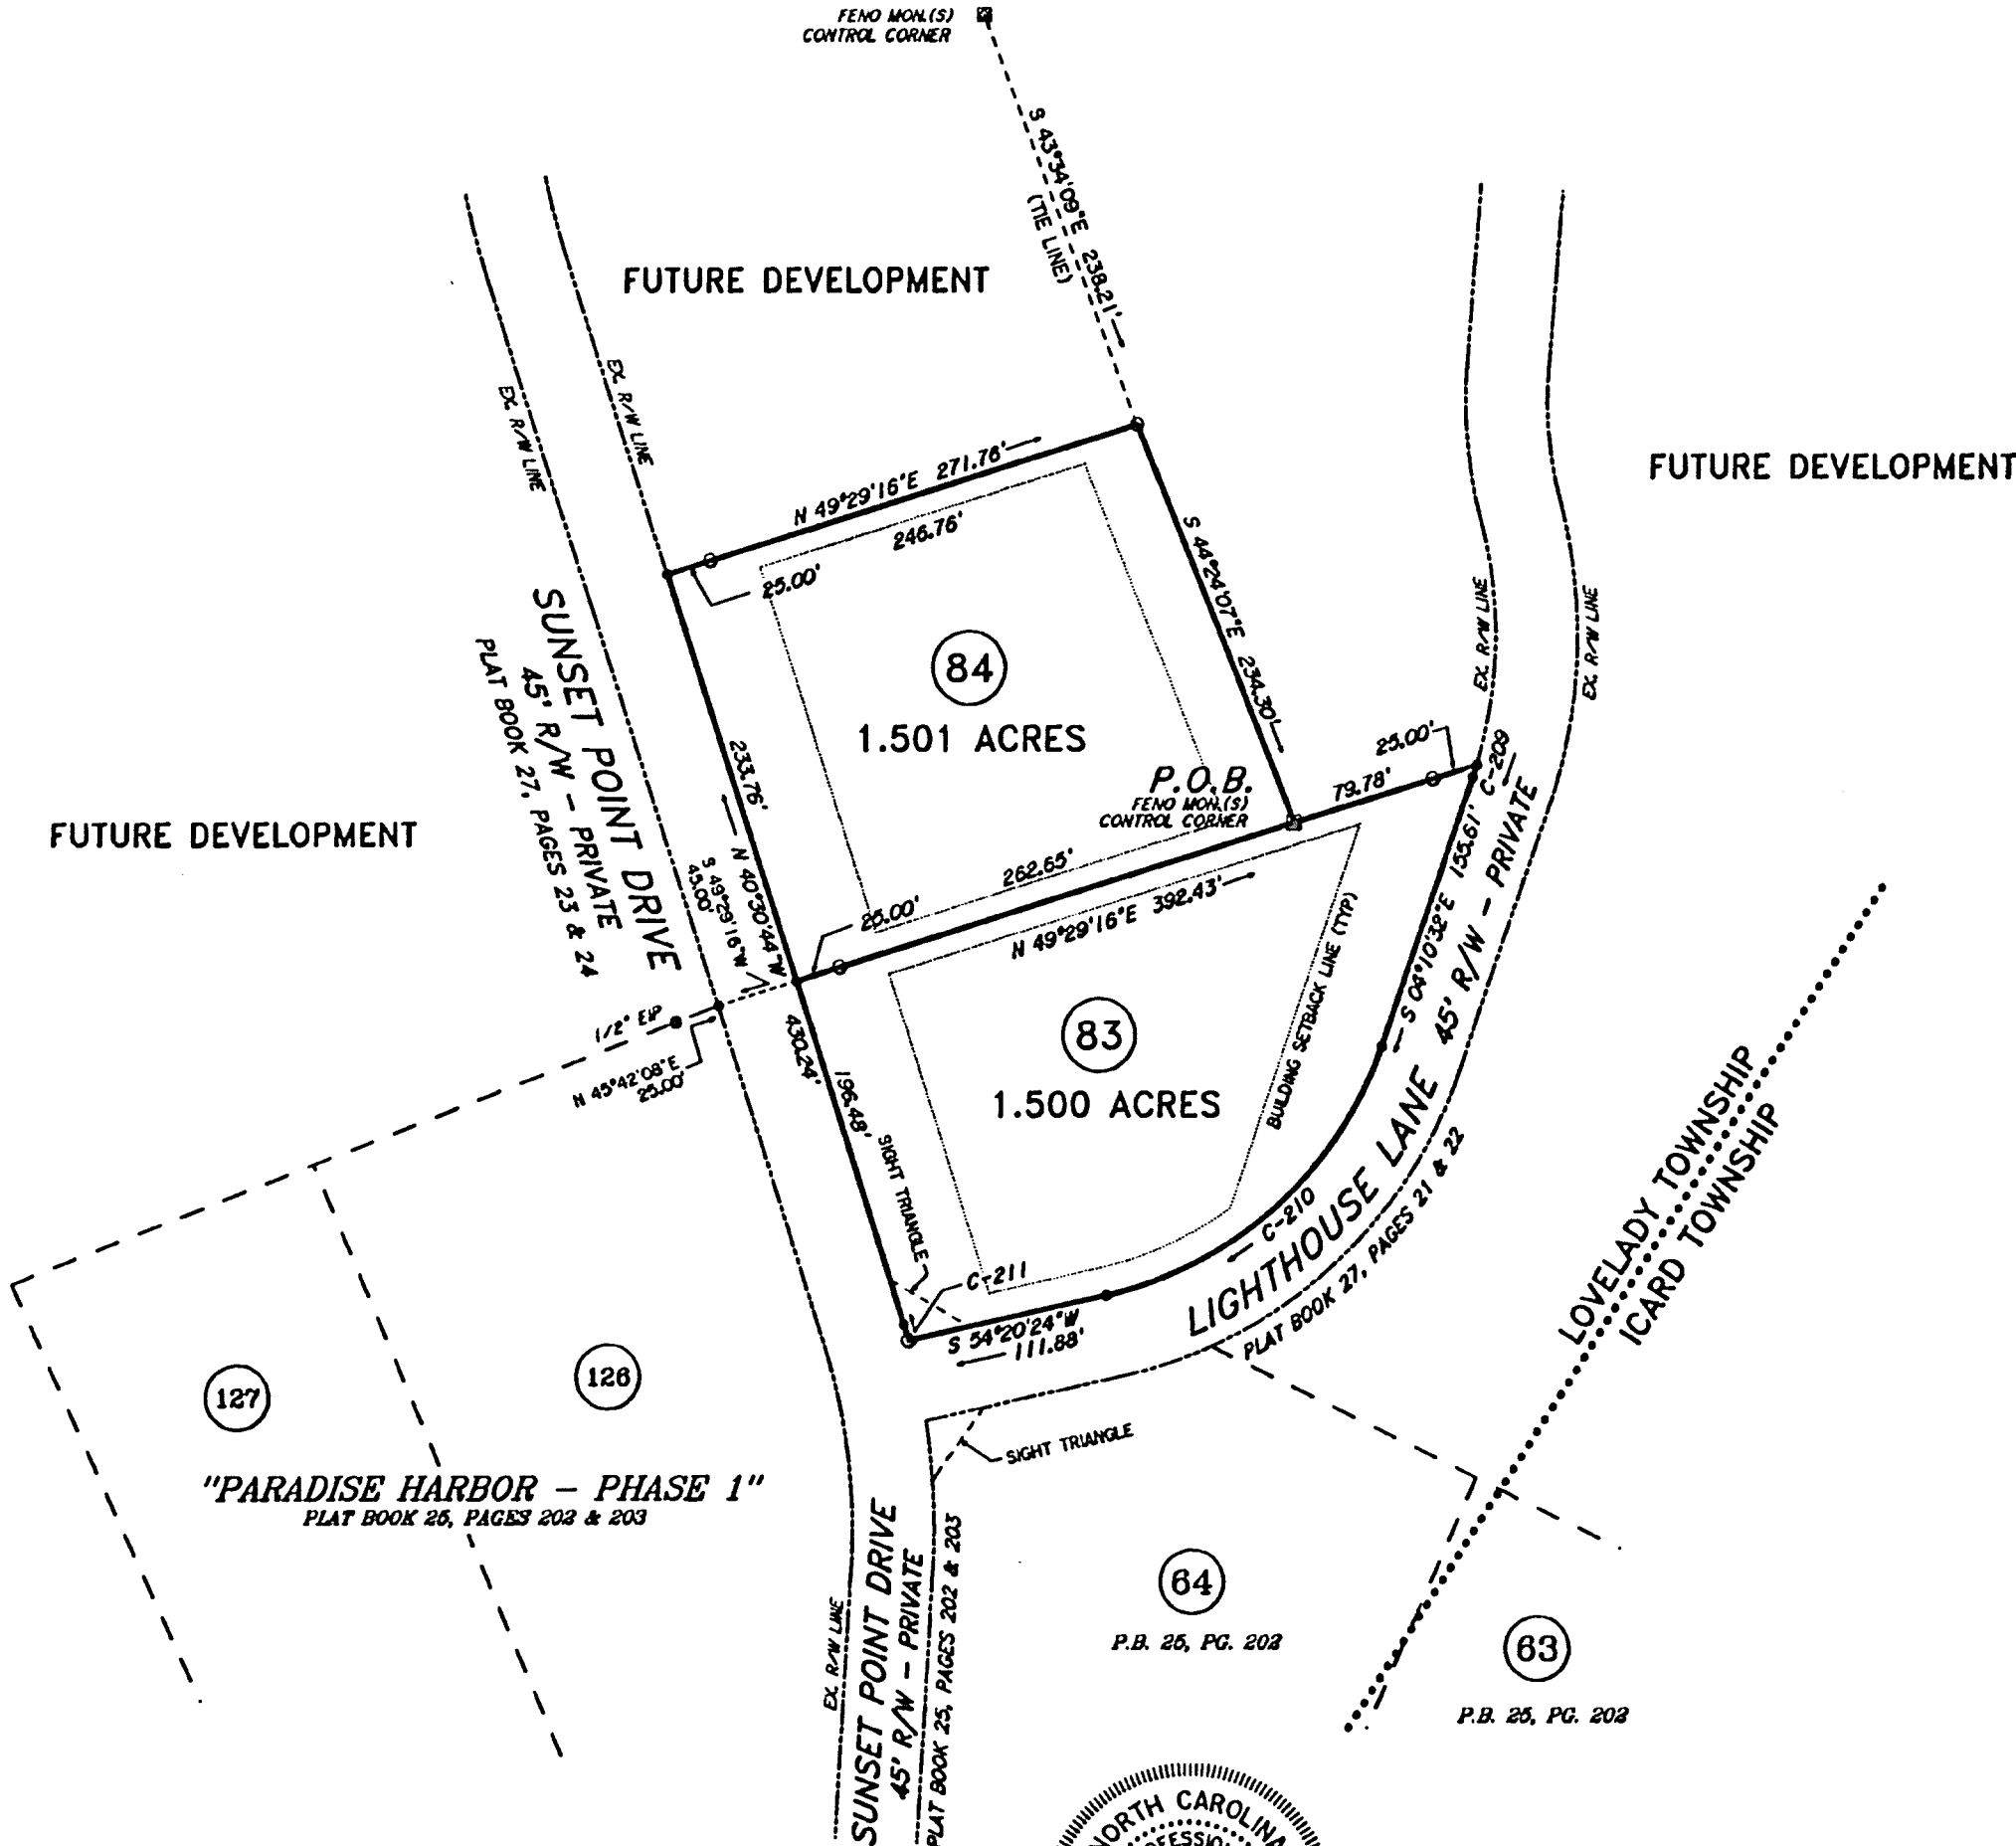 FENO MON.(S)
CONTROL CORNER
S 43°34'09"E 238.21'
(TIE LINE)
FUTURE DEVELOPMENT
EX. R/W LINE
EX. R/W LINE
FUTURE DEVELOPMENT
N 49°29'16"E 271.76'
246.76'
25.00'
S 44°24'07"E 234.30'
EX. R/W LINE
EX. R/W LINE
SUNSET POINT DRIVE
45' R/W - PRIVATE
PLAT BOOK 27, PAGES 23 & 24
84
1.501 ACRES
233.76'
N 40°30'44"W
P.O.B.
FENO MON.(S)
CONTROL CORNER
79.78'
25.00'
C-209
FUTURE DEVELOPMENT
S 49°29'16"W
45.00'
25.00'
262.65'
N 49°29'16"E 392.43'
S 04°10'32"E 155.61'
BUILDING SETBACK LINE (TYP)
1/2" EIP
N 45°42'08"E
25.00'
430.24'
196.48'
83
1.500 ACRES
SIGHT TRIANGLE
C-211
C-210
S 54°20'24"W
111.88'
LIGHTHOUSE LANE 45' R/W - PRIVATE
PLAT BOOK 27, PAGES 21 & 22
LOVELADY TOWNSHIP
ICARD TOWNSHIP
127
126
SIGHT TRIANGLE
"PARADISE HARBOR - PHASE 1"
PLAT BOOK 25, PAGES 202 & 203
EX. R/W LINE
SUNSET POINT DRIVE
45' R/W - PRIVATE
PLAT BOOK 25, PAGES 202 & 203
64
P.B. 25, PG. 202
63
P.B. 25, PG. 202
NORTH CAROLINA